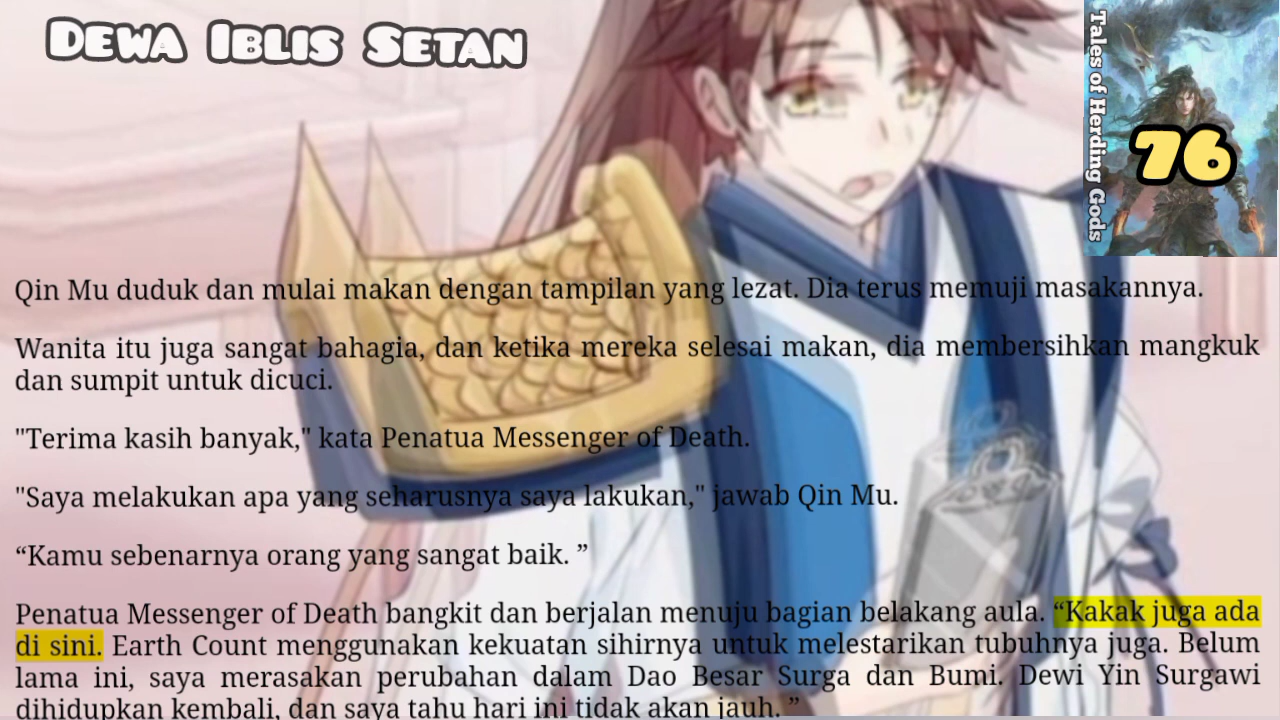 Dewa Iblis Setan
Tales of Herding Gods
76
Qin Mu duduk dan mulai makan dengan tampilan yang lezat. Dia terus memuji masakannya.
Wanita itu juga sangat bahagia, dan ketika mereka selesai makan, dia membersihkan mangkuk
dan sumpit untuk dicuci.
"Terima kasih banyak," kata Penatua Messenger of Death.
"Saya melakukan apa yang seharusnya saya lakukan," jawab Qin Mu.
“Kamu sebenarnya orang yang sangat baik. ”
Penatua Messenger of Death bangkit dan berjalan menuju bagian belakang aula. “Kakak juga ada
di sini. Earth Count menggunakan kekuatan sihirnya untuk melestarikan tubuhnya juga. Belum
lama ini, saya merasakan perubahan dalam Dao Besar Surga dan Bumi. Dewi Yin Surgawi
dihidupkan kembali, dan saya tahu hari ini tidak akan jauh. ”